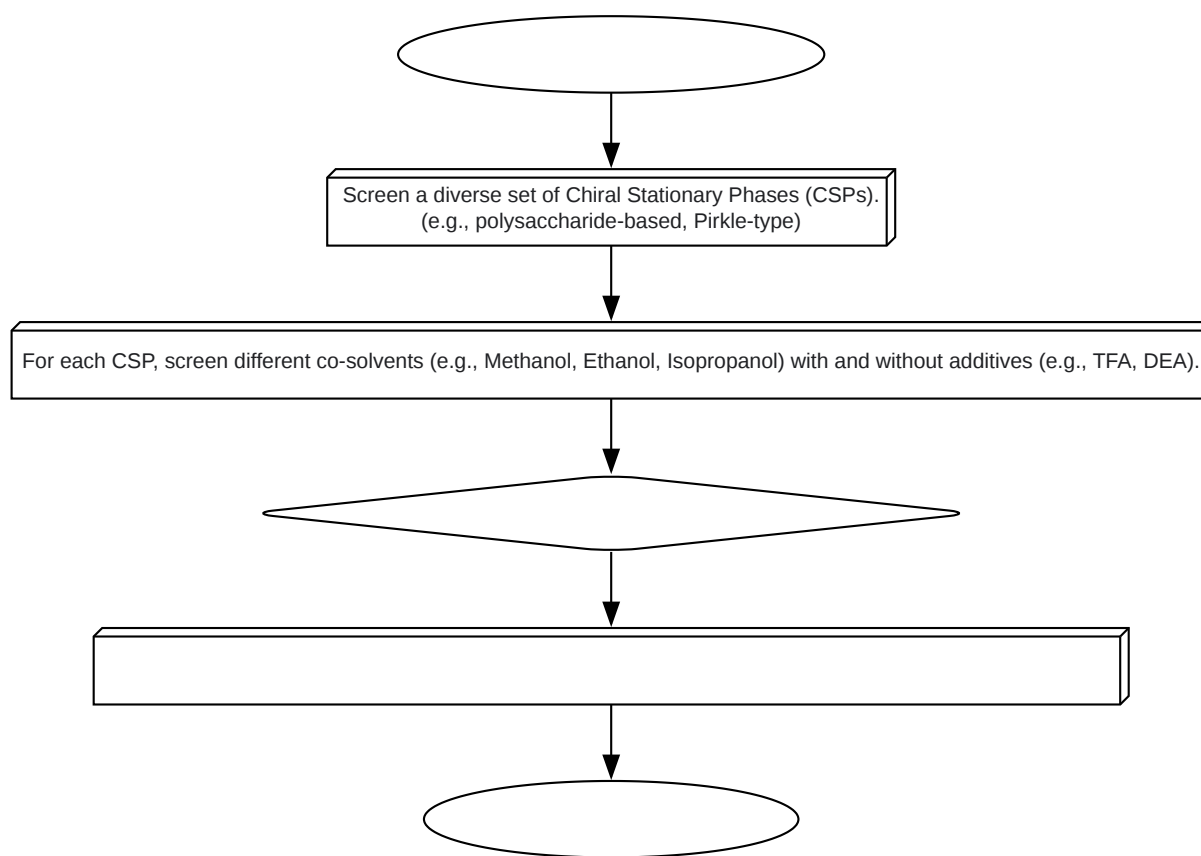 Screen a diverse set of Chiral Stationary Phases (CSPs).
(e.g., polysaccharide-based, Pirkle-type)
For each CSP, screen different co-solvents (e.g., Methanol, Ethanol, Isopropanol) with and without additives (e.g., TFA, DEA).